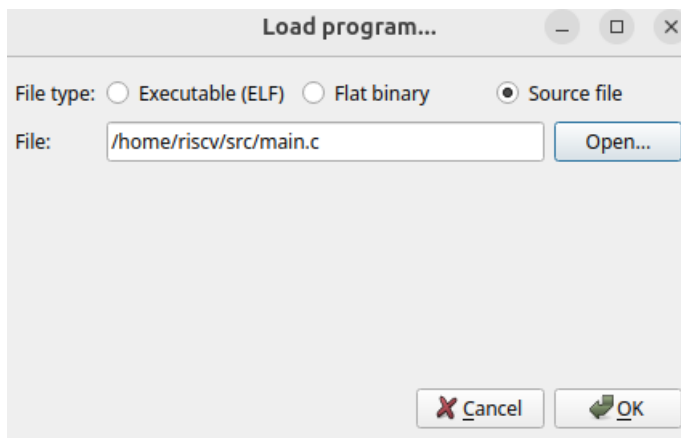 Load program...
File type: Executable (ELF) Flat binary Source file
File: /home/riscv/src/main.c Open...
Cancel OK